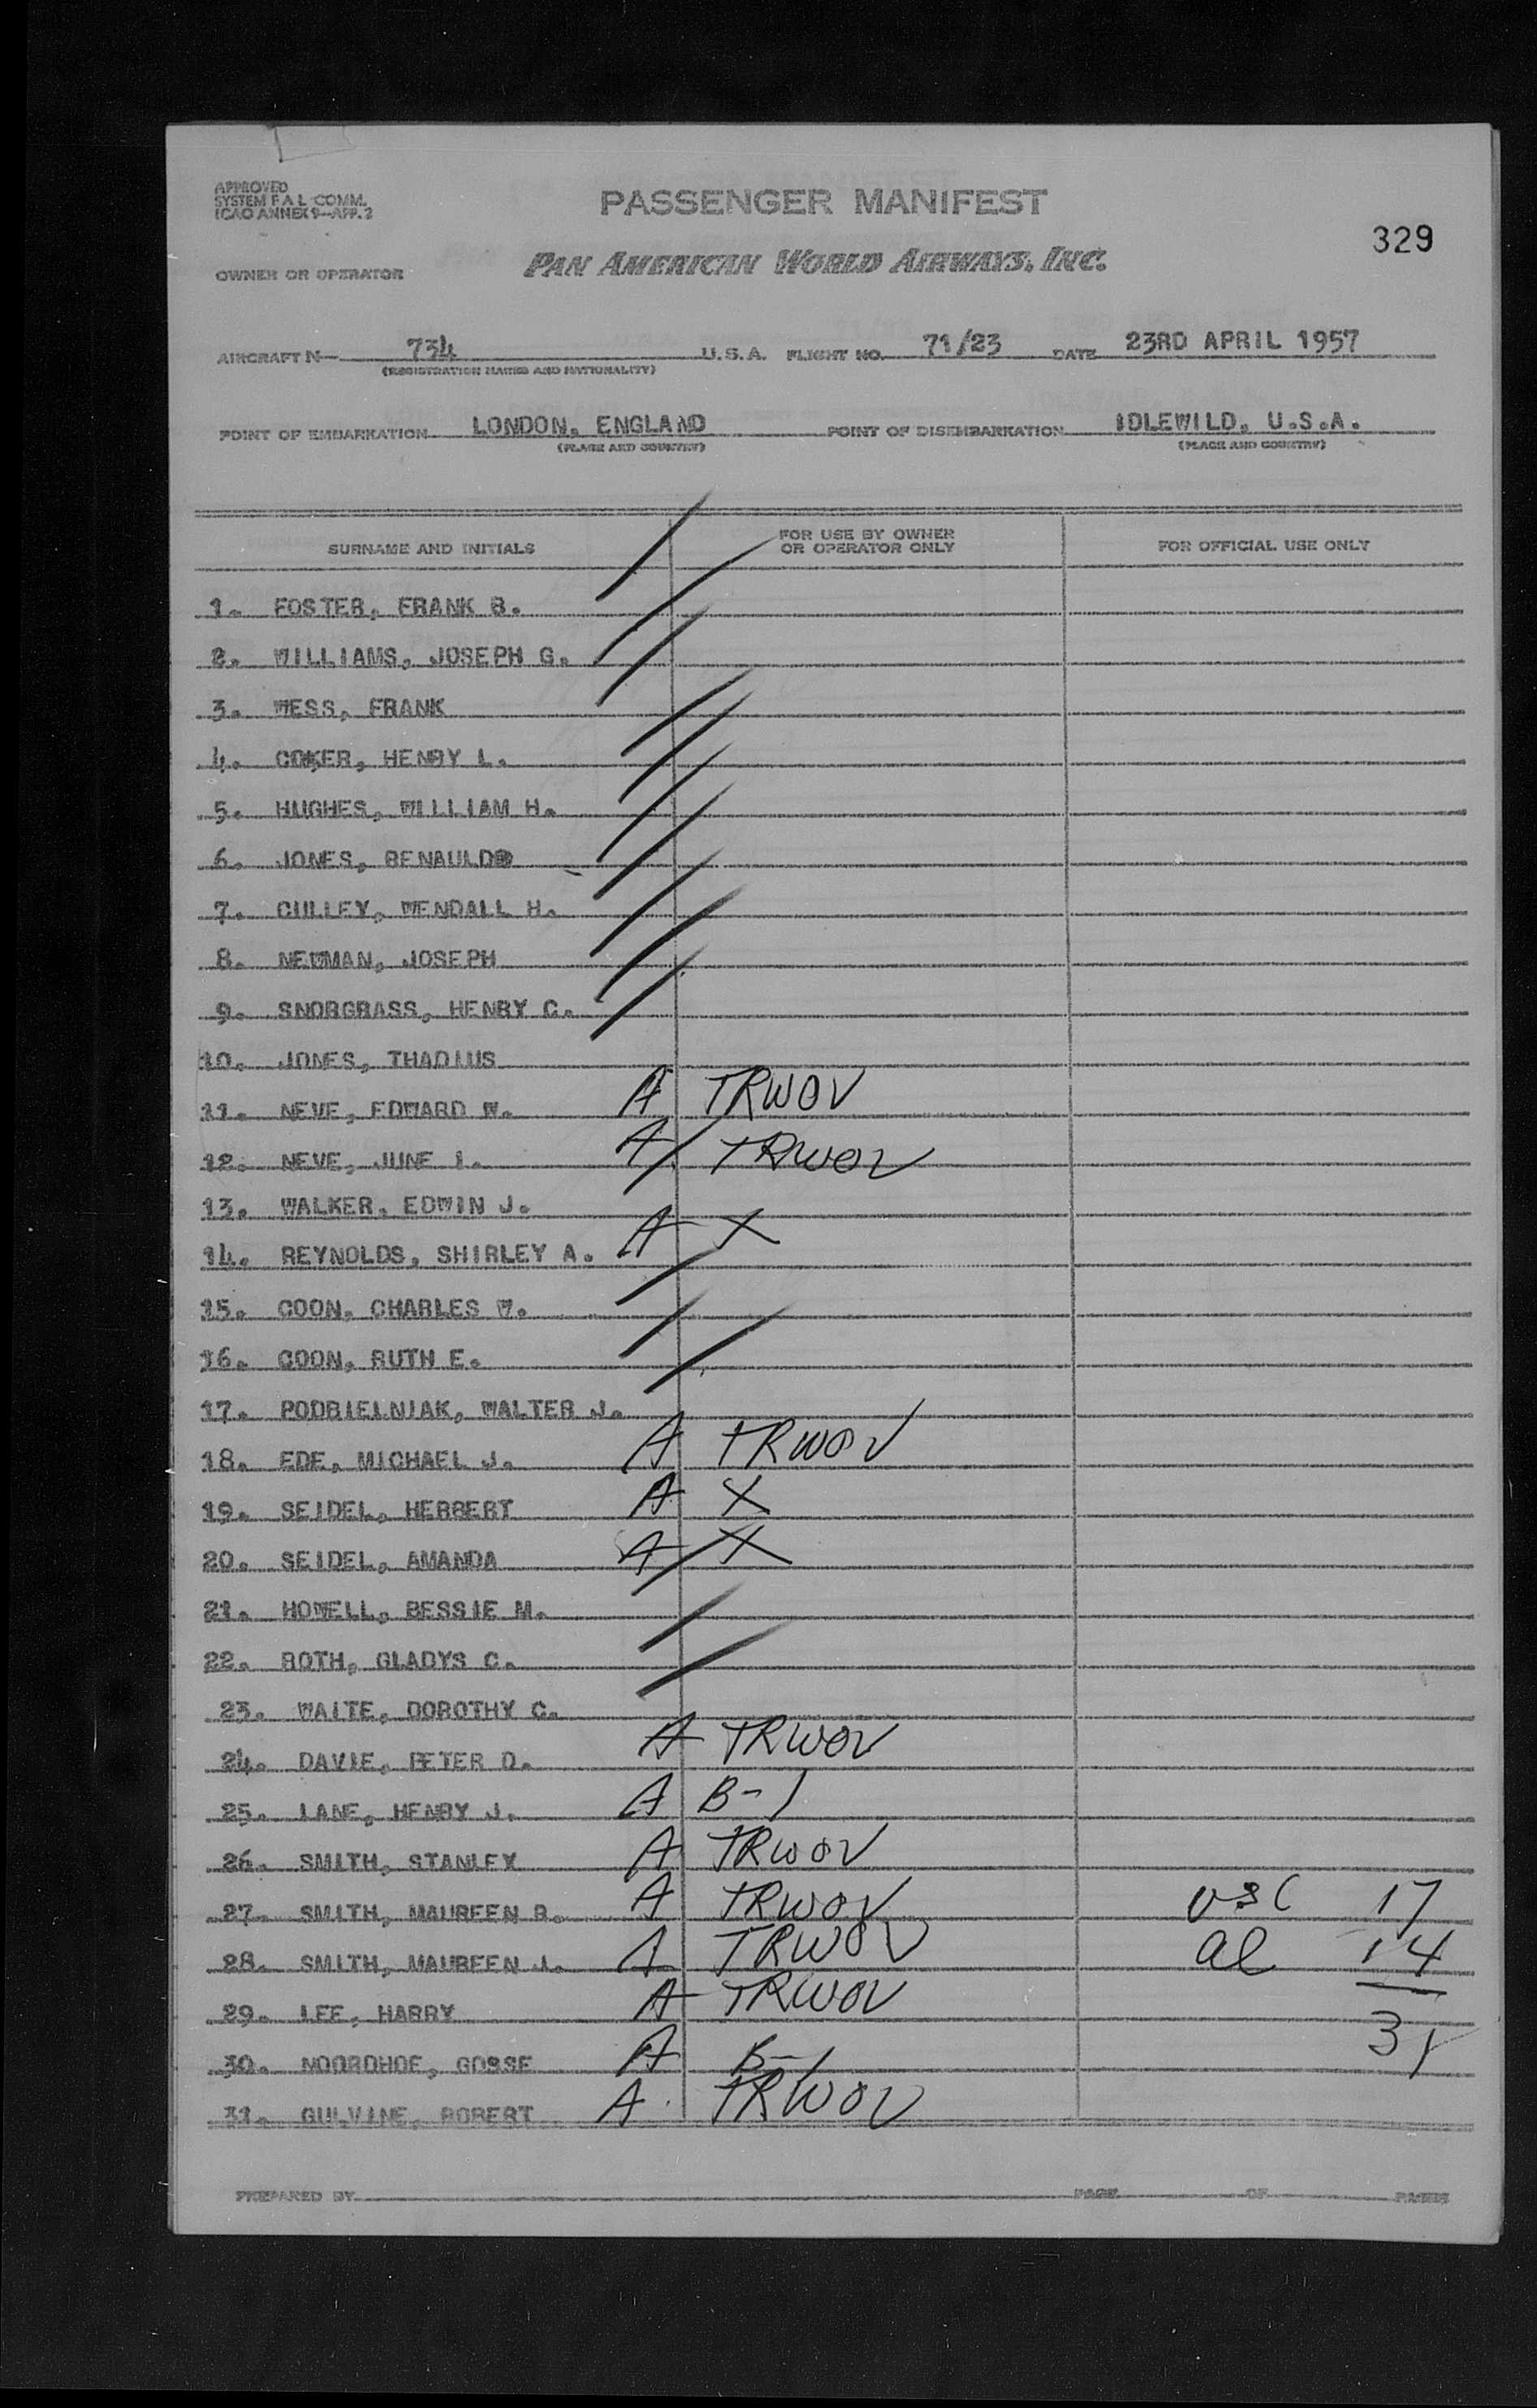 APPROVED
SYSTEM F A L COMM.
ICAO ANNEX 9—APP. 2
PASSENGER MANIFEST
329
OWNER OR OPERATOR
PAN AMERICAN WORLD AIRWAYS, INC.
AIRCRAFT N— 734 U.S.A. FLIGHT NO. 71/23 DATE 23RD APRIL 1957
(REGISTRATION MARKS AND NATIONALITY)
POINT OF EMBARKATION LONDON, ENGLAND POINT OF DISEMBARKATION IDLEWILD, U.S.A.
(PLACE AND COUNTRY) (PLACE AND COUNTRY)
SURNAME AND INITIALS FOR USE BY OWNER OR OPERATOR ONLY FOR OFFICIAL USE ONLY
1. FOSTER, FRANK B.
2. WILLIAMS, JOSEPH G.
3. WESS, FRANK
4. COKER, HENRY L.
5. HUGHES, WILLIAM H.
6. JONES, RENAULD
7. CULLEY, WENDALL H.
8. NEWMAN, JOSEPH
9. SNORGRASS, HENRY C.
10. JONES, THADIUS
11. NEVE, EDWARD W. A TRWOV
12. NEVE, JUNE I. A TRWOV
13. WALKER, EDWIN J.
14. REYNOLDS, SHIRLEY A. A X
15. COON, CHARLES W.
16. COON, RUTH E.
17. PODBIELNIAK, WALTER J.
18. EDE, MICHAEL J. A TRWOV
19. SEIDEL, HERBERT A X
20. SEIDEL, AMANDA A X
21. HOWELL, BESSIE M.
22. ROTH, GLADYS C.
23. WAITE, DOROTHY C.
24. DAVIE, PETER D. A TRWOV
25. LANE, HENRY J. A B-1
26. SMITH, STANLEY A TRWOV
27. SMITH, MAUREEN B. A TRWOV USC 17
28. SMITH, MAUREEN J. A TRWOV al 14
29. LEE, HARRY A TRWOV
30. NOORDHOF, GOSSE A B-1 31
31. GULVINE, ROBERT A TRWOV
PREPARED BY PAGE OF PAGES